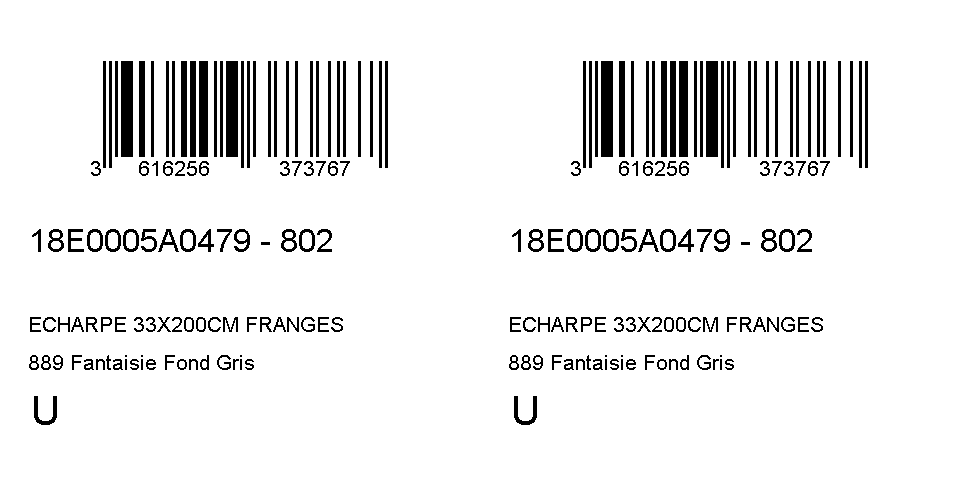 3 616256 373767
18E0005A0479 - 802
ECHARPE 33X200CM FRANGES
889 Fantaisie Fond Gris
U
3 616256 373767
18E0005A0479 - 802
ECHARPE 33X200CM FRANGES
889 Fantaisie Fond Gris
U